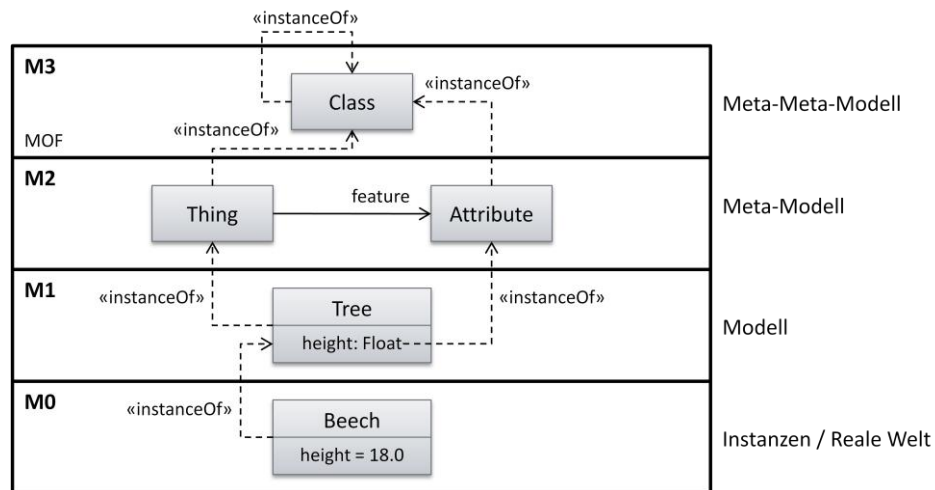 «instanceOf»
M3
Class
«instanceOf»
Meta-Meta-Modell
«instanceOf»
MOF
M2
feature
Thing
Attribute
Meta-Modell
M1
«instanceOf»
«instanceOf»
Tree
Modell
height: Float
M0
«instanceOf»
Beech
Instanzen / Reale Welt
height = 18.0